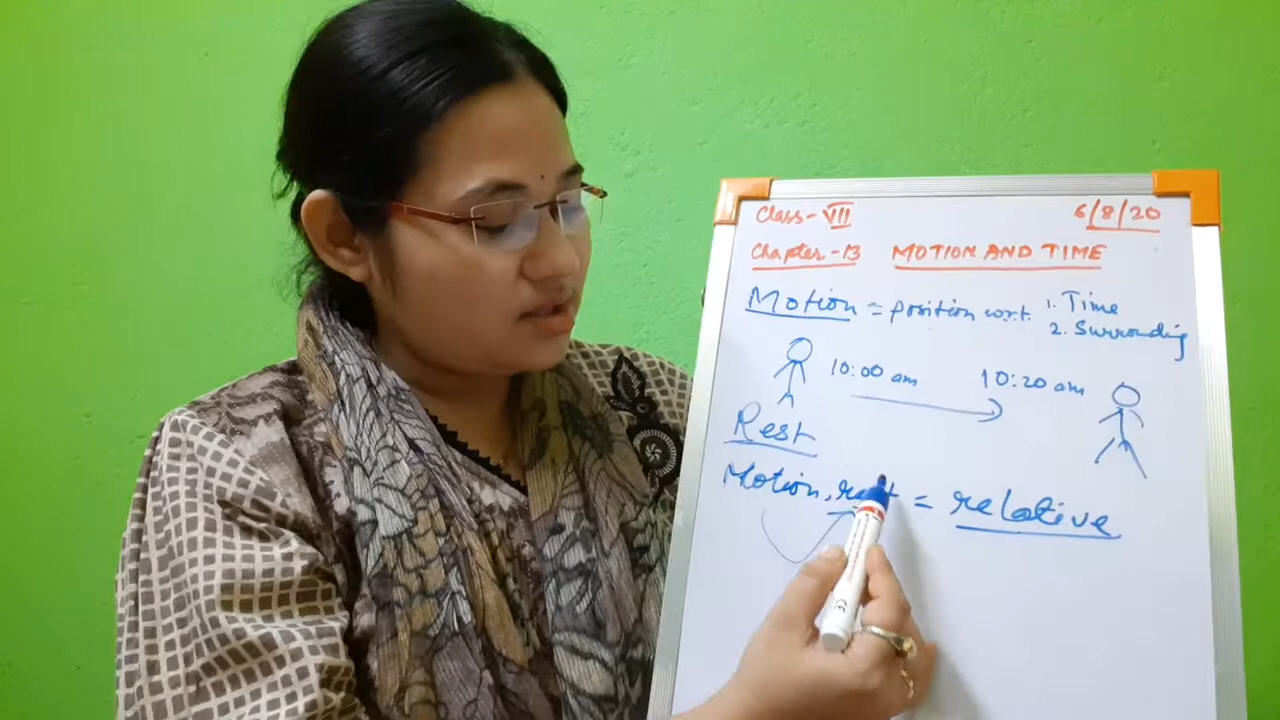 Class- VII
6/8/20
Chapter-13 MOTION AND TIME
Motion = position w.r.t. 1. Time
2. Surrounding
10:00 am 10:20 am
Rest
Motion, rest = relative